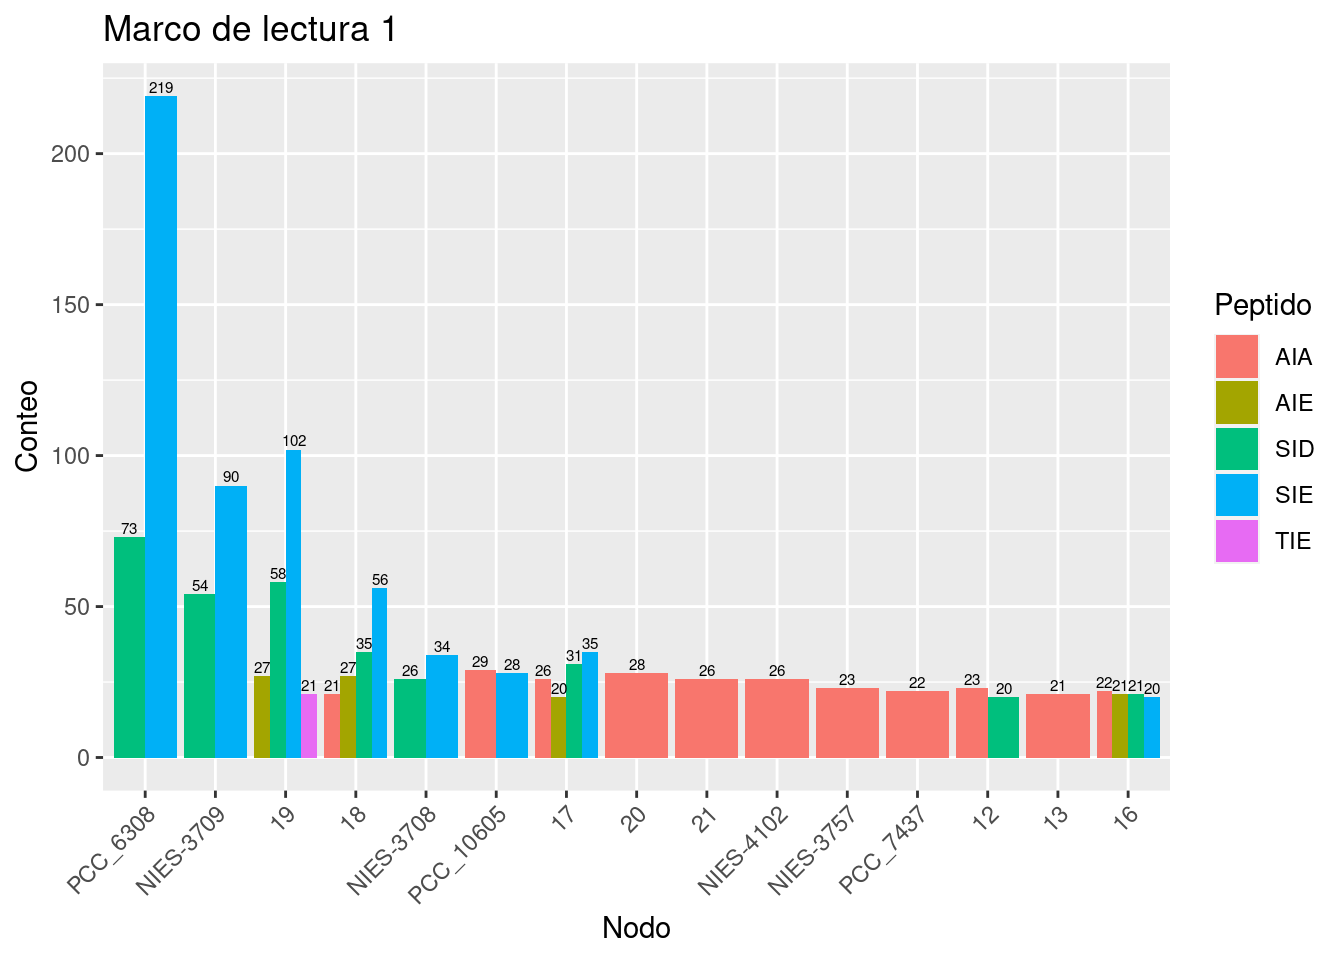 Marco de lectura 1
Conteo
200
150
100
50
0
219
73
54
90
27
58
102
21
21
27
35
56
26
34
29
28
26
20
31
35
28
26
26
23
22
23
20
21
22
21
21
20
PCC_6308
NIES-3709
19
18
NIES-3708
PCC_10605
17
20
21
NIES-4102
NIES-3757
PCC_7437
12
13
16
Nodo
Peptido
AIA
AIE
SID
SIE
TIE